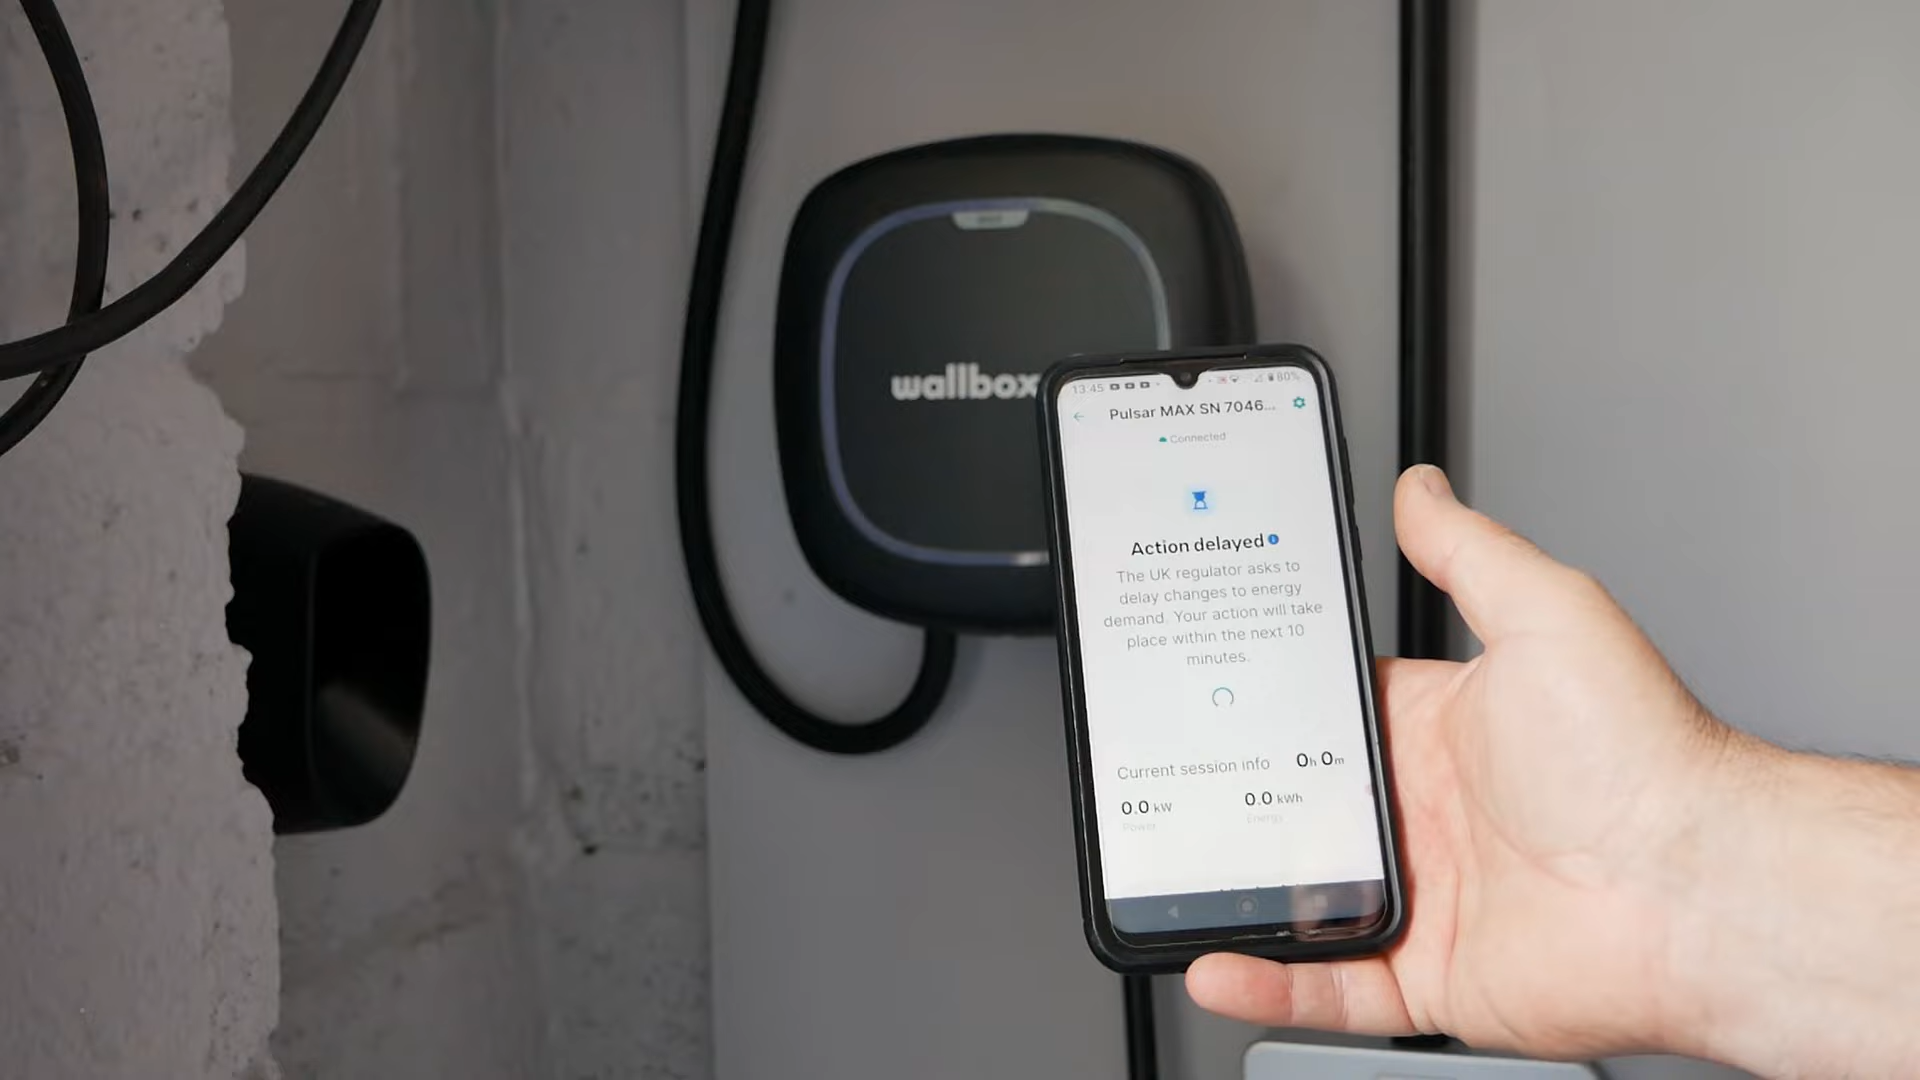 wallbox
13:45
80%
Pulsar MAX SN 7046...
Connected
Action delayed
The UK regulator asks to
delay changes to energy
demand. Your action will take
place within the next 10
minutes.
Current session info 0h 0m
0.0 kW 0.0 kWh
Power Energy